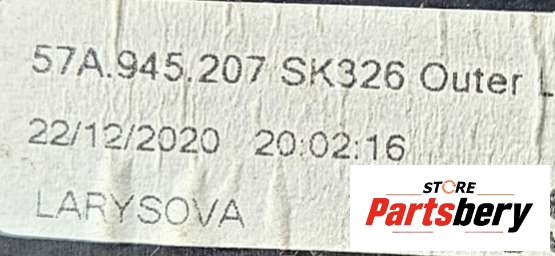 57A.945.207 SK326 Outer L
22/12/2020 20:02:16
LARYSOVA
STORE
Partsbery